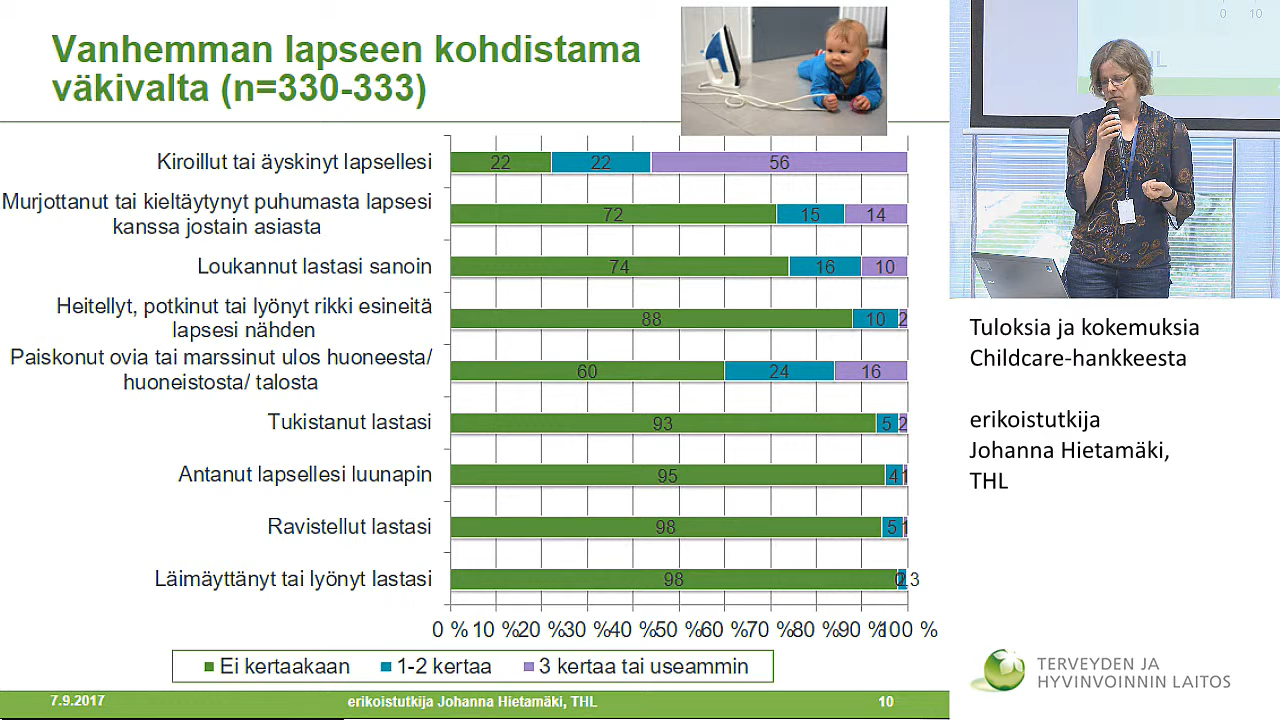 Vanhemman lapseen kohdistama
väkivalta (n=330-333)
Kiroillut tai äyskinyt lapsellesi
22 22 56
Murjottanut tai kieltäytynyt puhumasta lapsesi
kanssa jostain asiasta
72 15 14
Loukannut lastasi sanoin
74 16 10
Heitellyt, potkinut tai lyönyt rikki esineitä
lapsesi nähden
88 10 2
Paiskonut ovia tai marssinut ulos huoneesta/
huoneistosta/ talosta
60 24 16
Tukistanut lastasi
93 5 2
Antanut lapsellesi luunapin
95 4 1
Ravistellut lastasi
98 5 1
Läimäyttänyt tai lyönyt lastasi
98 2 0,3
0 % 10 % 20 % 30 % 40 % 50 % 60 % 70 % 80 % 90 % 100 %
Ei kertaakaan 1-2 kertaa 3 kertaa tai useammin
7.9.2017 erikoistutkija Johanna Hietamäki, THL 10
0 10
HL
Tuloksia ja kokemuksia
Childcare-hankkeesta
erikoistutkija
Johanna Hietamäki,
THL
TERVEYDEN JA
HYVINVOINNIN LAITOS